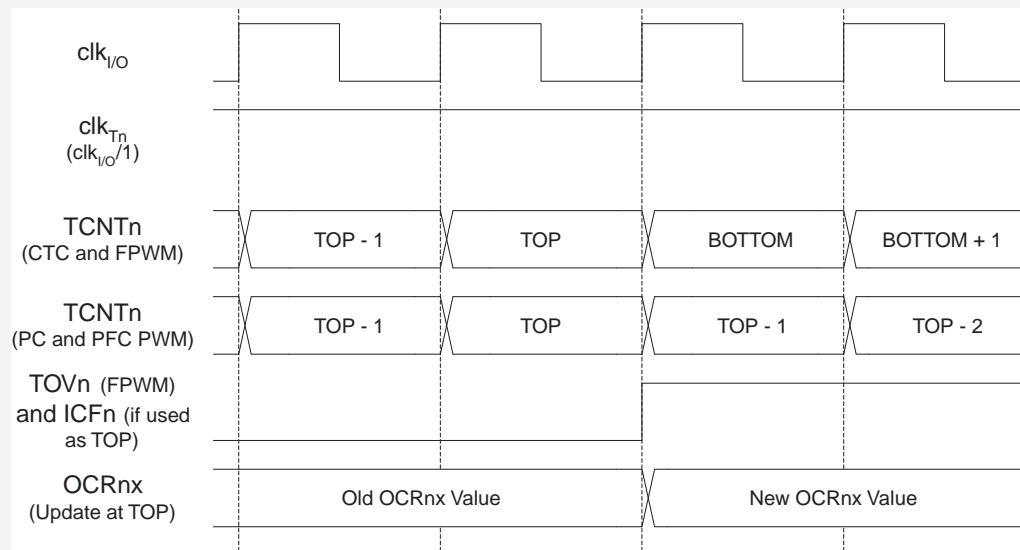 clkI/O
clkTn
(clkI/O/1)
TCNTn
(CTC and FPWM)
TOP - 1
TOP
BOTTOM
BOTTOM + 1
TCNTn
(PC and PFC PWM)
TOP - 1
TOP
TOP - 1
TOP - 2
TOVn (FPWM)
and ICFn (if used
as TOP)
OCRnx
(Update at TOP)
Old OCRnx Value
New OCRnx Value